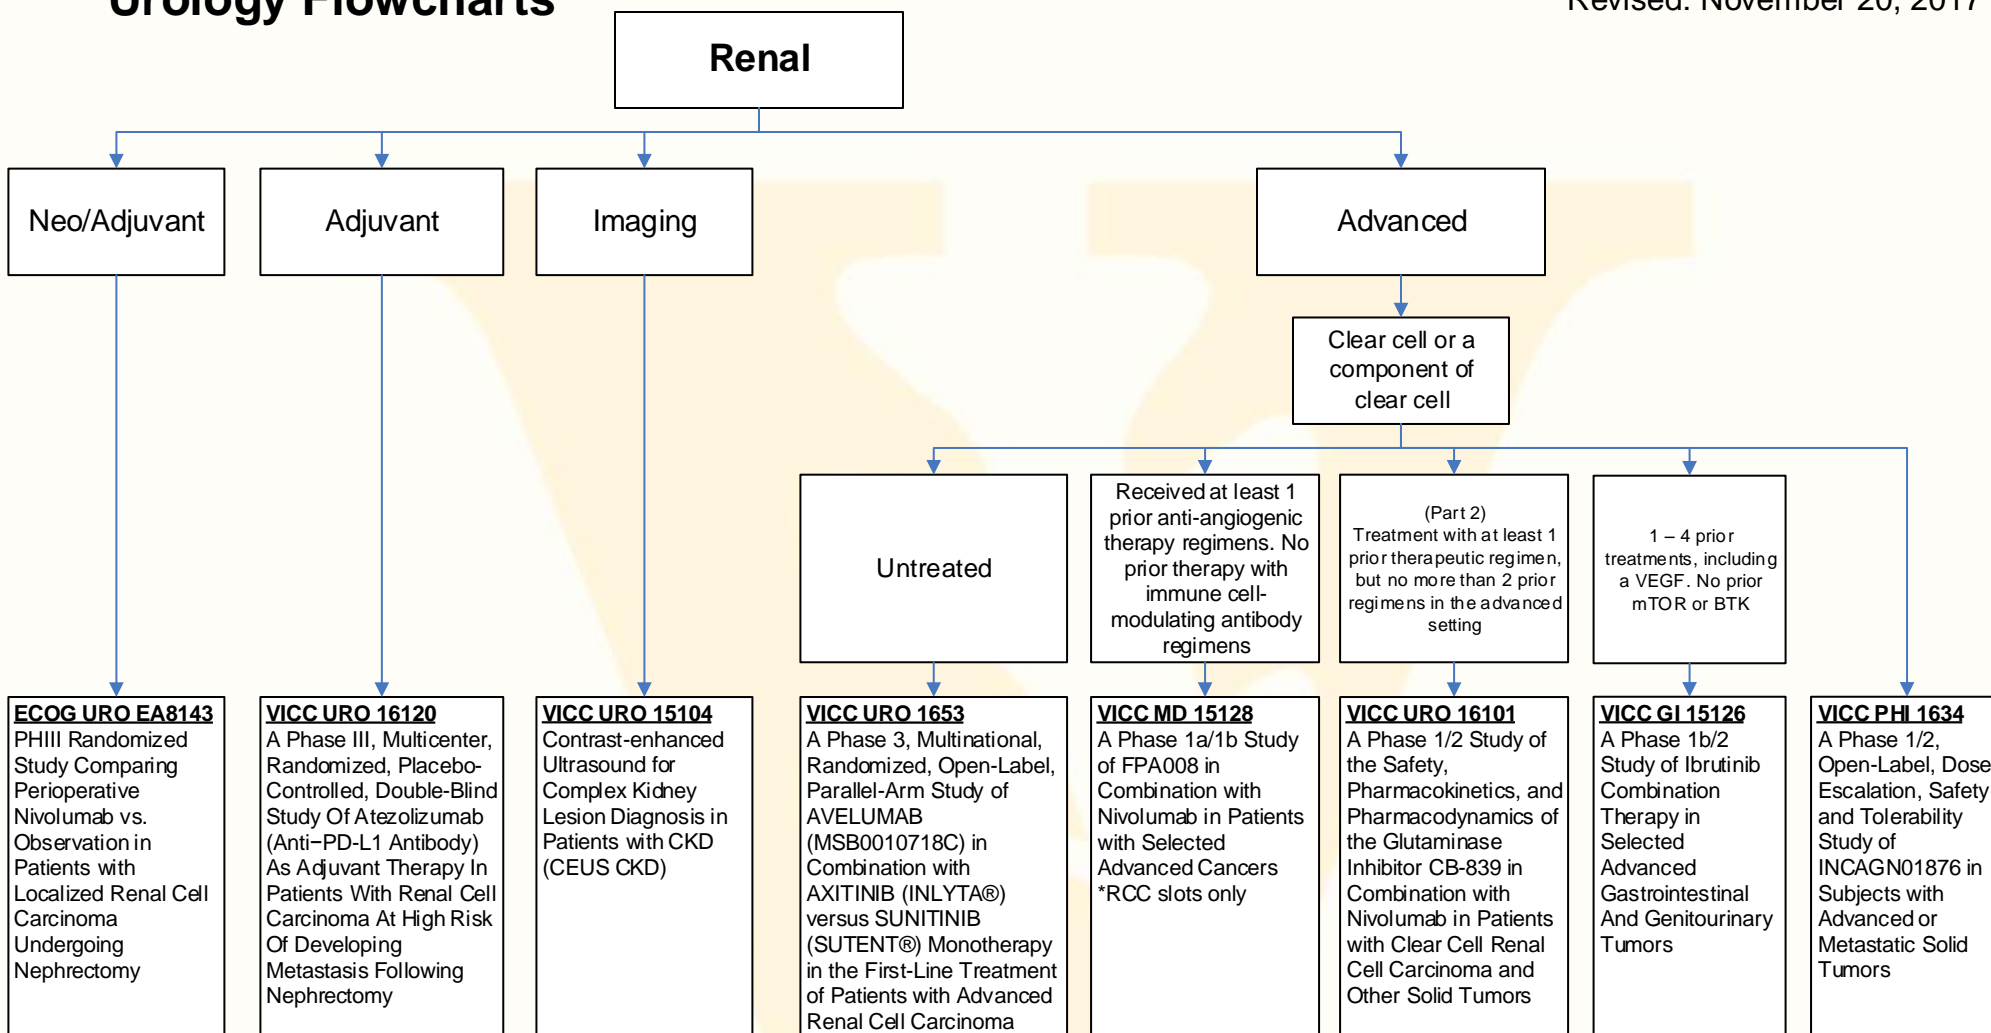 Urology Flowcharts
Revised: November 20, 2017
Renal
Neo/Adjuvant
Adjuvant
Imaging
Advanced
Clear cell or a
component of
clear cell
Untreated
Received at least 1
prior anti-angiogenic
therapy regimens. No
prior therapy with
immune cell-
modulating antibody
regimens
(Part 2)
Treatment with at least 1
prior therapeutic regimen,
but no more than 2 prior
regimens in the advanced
setting
1 – 4 prior
treatments, including
a VEGF. No prior
mTOR or BTK
ECOG URO EA8143
PHIII Randomized
Study Comparing
Perioperative
Nivolumab vs.
Observation in
Patients with
Localized Renal Cell
Carcinoma
Undergoing
Nephrectomy
VICC URO 16120
A Phase III, Multicenter,
Randomized, Placebo-
Controlled, Double-Blind
Study Of Atezolizumab
(Anti−PD-L1 Antibody)
As Adjuvant Therapy In
Patients With Renal Cell
Carcinoma At High Risk
Of Developing
Metastasis Following
Nephrectomy
VICC URO 15104
Contrast-enhanced
Ultrasound for
Complex Kidney
Lesion Diagnosis in
Patients with CKD
(CEUS CKD)
VICC URO 1653
A Phase 3, Multinational,
Randomized, Open-Label,
Parallel-Arm Study of
AVELUMAB
(MSB0010718C) in
Combination with
AXITINIB (INLYTA®)
versus SUNITINIB
(SUTENT®) Monotherapy
in the First-Line Treatment
of Patients with Advanced
Renal Cell Carcinoma
VICC MD 15128
A Phase 1a/1b Study
of FPA008 in
Combination with
Nivolumab in Patients
with Selected
Advanced Cancers
*RCC slots only
VICC URO 16101
A Phase 1/2 Study of
the Safety,
Pharmacokinetics, and
Pharmacodynamics of
the Glutaminase
Inhibitor CB-839 in
Combination with
Nivolumab in Patients
with Clear Cell Renal
Cell Carcinoma and
Other Solid Tumors
VICC GI 15126
A Phase 1b/2
Study of Ibrutinib
Combination
Therapy in
Selected
Advanced
Gastrointestinal
And Genitourinary
Tumors
VICC PHI 1634
A Phase 1/2,
Open-Label, Dose
Escalation, Safety
and Tolerability
Study of
INCAGN01876 in
Subjects with
Advanced or
Metastatic Solid
Tumors